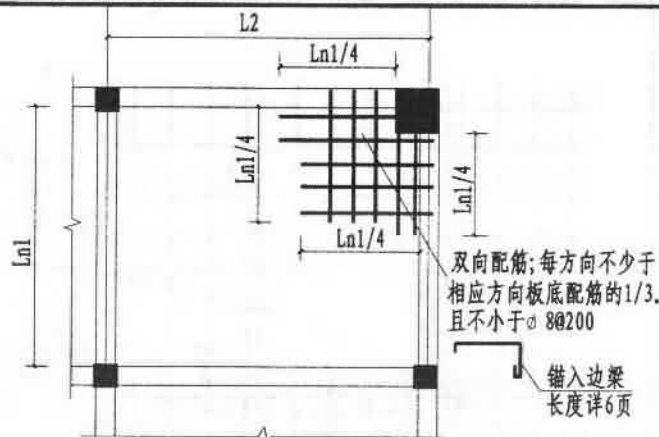 L2
Ln1/4
Ln1/4
Ln1/4
Ln1
Ln1/4
双向配筋;每方向不少于
相应方向板底配筋的1/3.
且不小于⌀8@200
锚入边梁
长度详6页